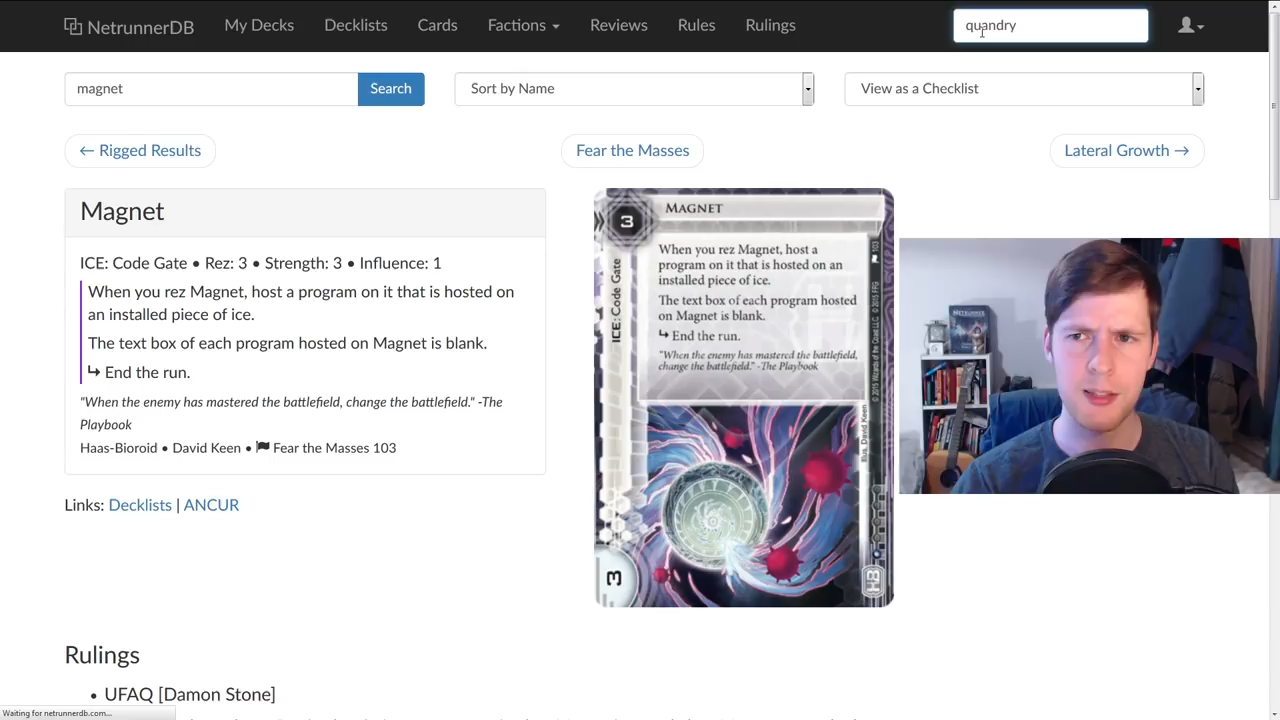 NetrunnerDB My Decks Decklists Cards Factions Reviews Rules Rulings quandry
magnet Search Sort by Name View as a Checklist
← Rigged Results Fear the Masses Lateral Growth →
Magnet
ICE: Code Gate • Rez: 3 • Strength: 3 • Influence: 1
When you rez Magnet, host a program on it that is hosted on
an installed piece of ice.
The text box of each program hosted on Magnet is blank.
↳ End the run.
"When the enemy has mastered the battlefield, change the battlefield." -The
Playbook
Haas-Bioroid • David Keen • Fear the Masses 103
Links: Decklists | ANCUR
3
MAGNET
When you rez Magnet, host a
program on it that is hosted on an
installed piece of ice.
The text box of each program hosted
on Magnet is blank.
↳ End the run.
"When the enemy has mastered the battlefield,
change the battlefield." -The Playbook
ICE: Code Gate
103
Illus. David Keen
3
HB
NETRUNNER
Rulings
• UFAQ [Damon Stone]
Waiting for netrunnerdb.com...